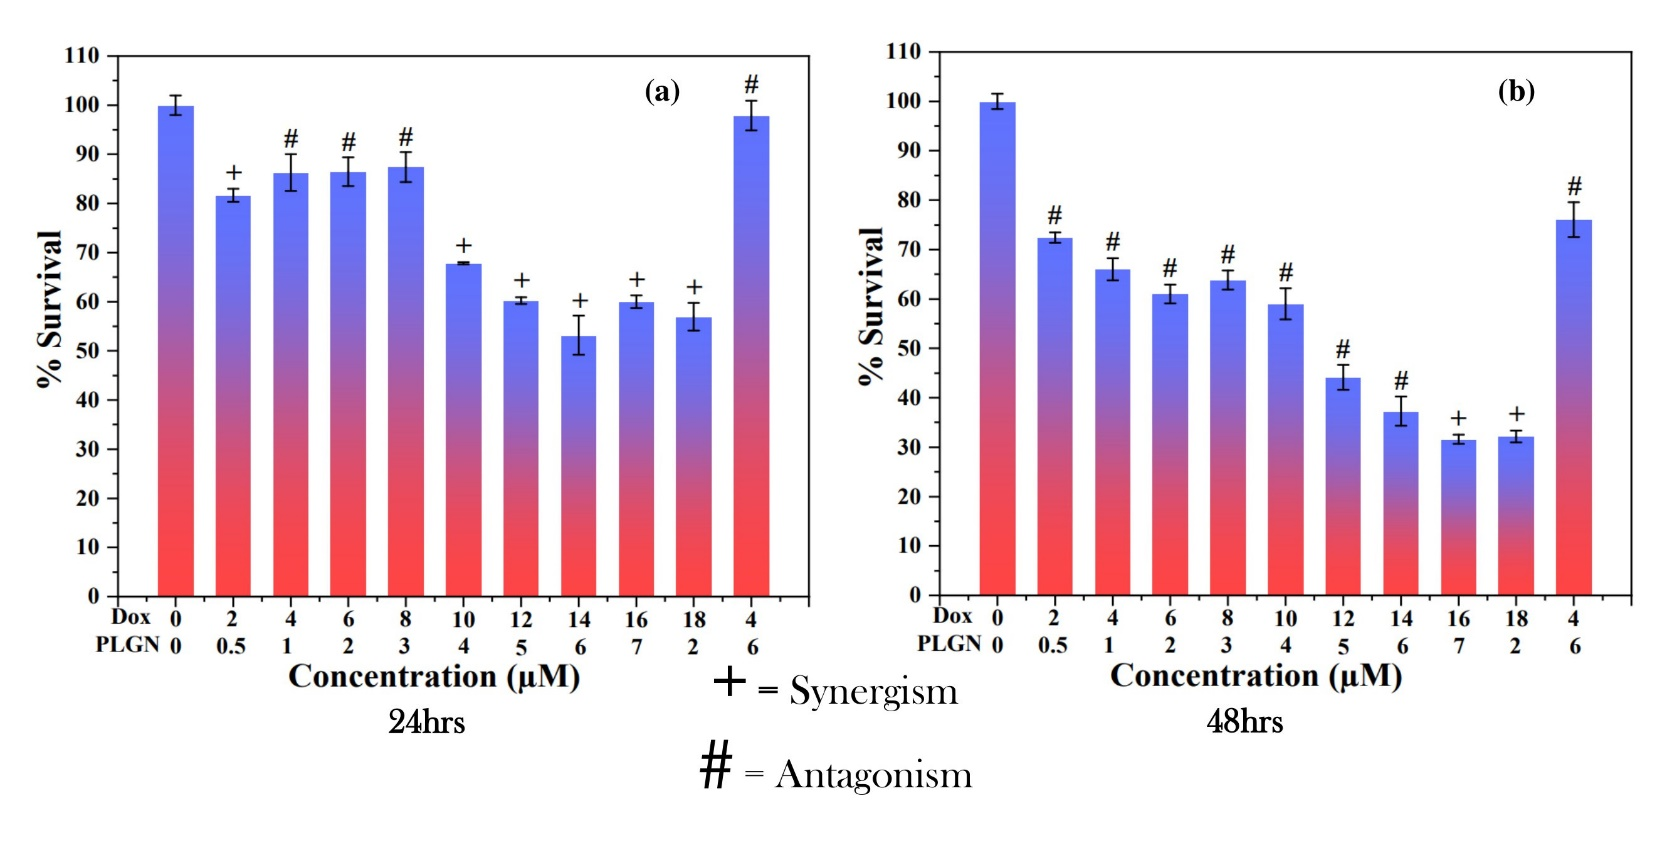 (a)
110
100
90
80
70
60
50
40
30
20
10
0
% Survival
+ # # # + + + + + #
Dox 0 2 4 6 8 10 12 14 16 18 4
PLGN 0 0.5 1 2 3 4 5 6 7 2 6
Concentration (μM)
24hrs
(b)
110
100
90
80
70
60
50
40
30
20
10
0
% Survival
# # # # # # # + + #
Dox 0 2 4 6 8 10 12 14 16 18 4
PLGN 0 0.5 1 2 3 4 5 6 7 2 6
Concentration (μM)
48hrs
+ = Synergism
# = Antagonism